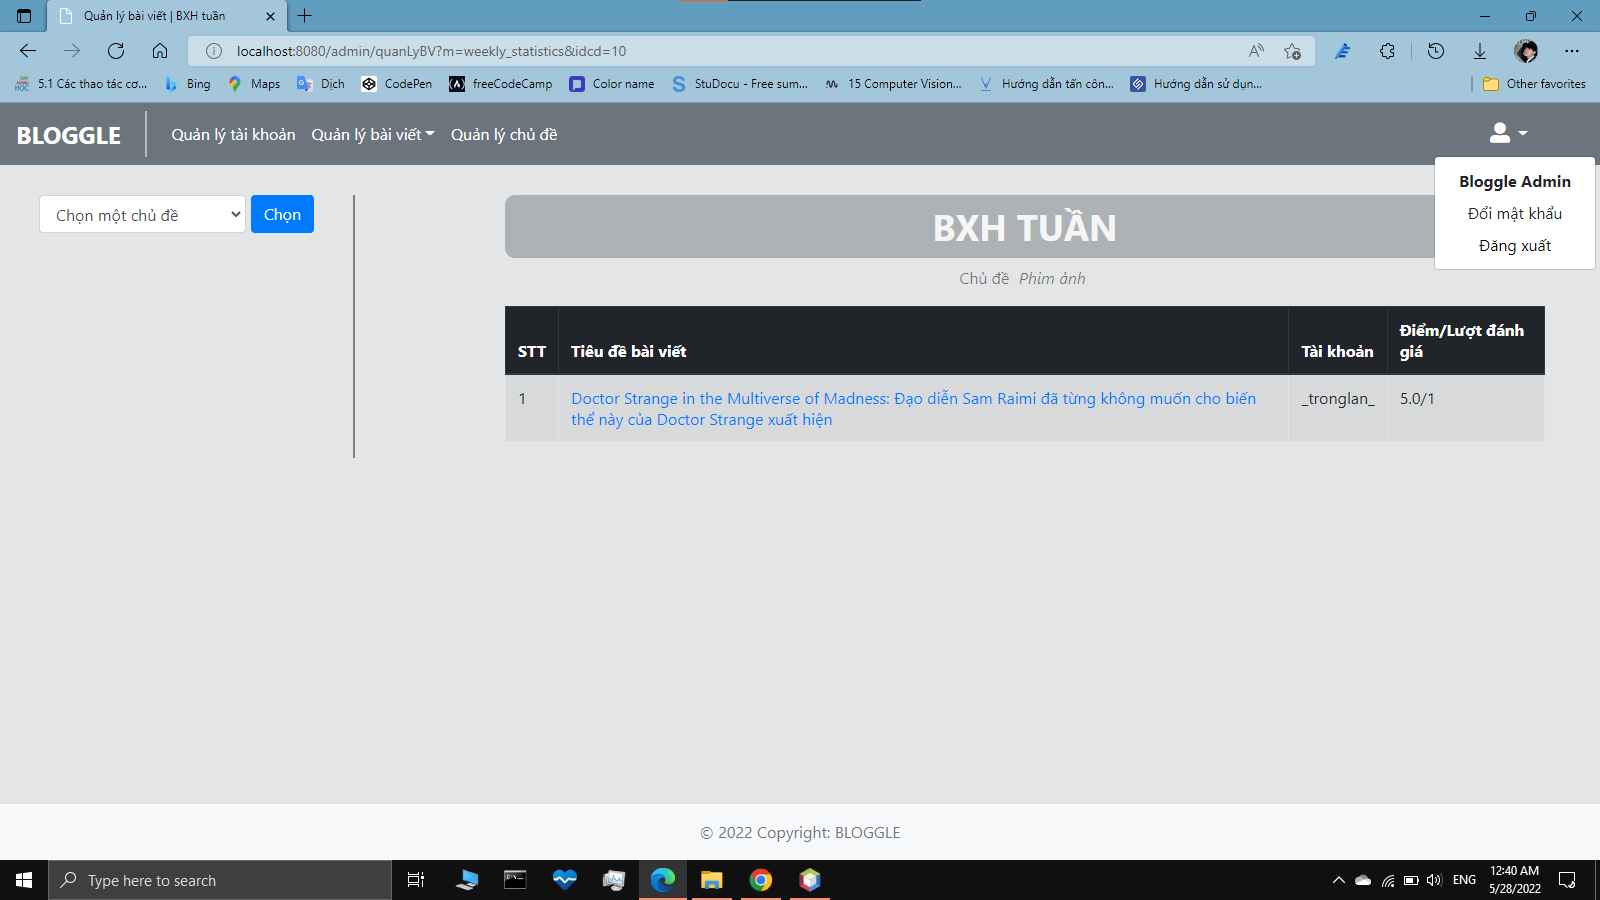 Quản lý bài viết | BXH tuần
localhost:8080/admin/quanLyBV?m=weekly_statistics&idcd=10
5.1 Các thao tác cơ...
Bing
Maps
Dịch
CodePen
freeCodeCamp
Color name
StuDocu - Free sum...
15 Computer Vision...
Hướng dẫn tấn côn...
Hướng dẫn sử dụn...
Other favorites
BLOGGLE
Quản lý tài khoản
Quản lý bài viết
Quản lý chủ đề
Bloggle Admin
Đổi mật khẩu
Đăng xuất
Chọn một chủ đề
Chọn
BXH TUẦN
Chủ đề Phim ảnh
STT
Tiêu đề bài viết
Tài khoản
Điểm/Lượt đánh
giá
1
Doctor Strange in the Multiverse of Madness: Đạo diễn Sam Raimi đã từng không muốn cho biến
thể này của Doctor Strange xuất hiện
_tronglan_
5.0/1
© 2022 Copyright: BLOGGLE
Type here to search
ENG
12:40 AM
5/28/2022